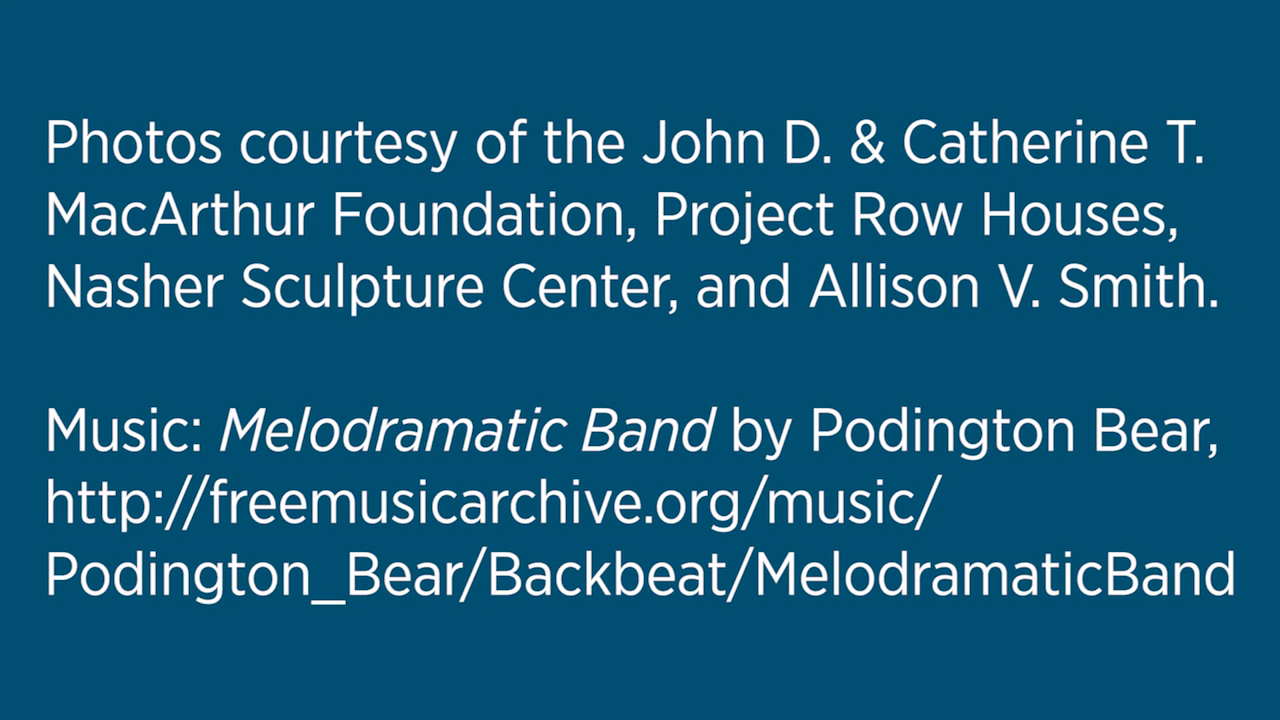 Photos courtesy of the John D. & Catherine T.
MacArthur Foundation, Project Row Houses,
Nasher Sculpture Center, and Allison V. Smith.
Music: Melodramatic Band by Podington Bear,
http://freemusicarchive.org/music/
Podington_Bear/Backbeat/MelodramaticBand